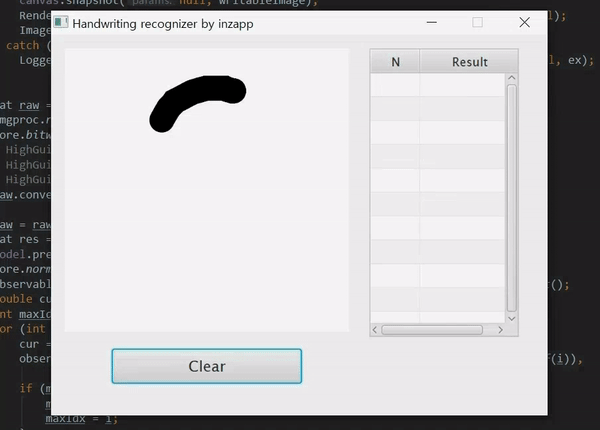 canvas.snapshot( params: null, writableImage);
Rende l);
Image
catch (
Logge l, ex);
Handwriting recognizer by inzapp
N Result
at raw =
mgproc.r
ore.bitw
HighGui
HighGui
HighGui
aw.conve
aw = raw
at res =
odel.pre
ore.norm
bservabl r();
ouble cu
nt maxId
or (int
cur =
obser f(i)),
if (m
m
maxIdx = i;
Clear